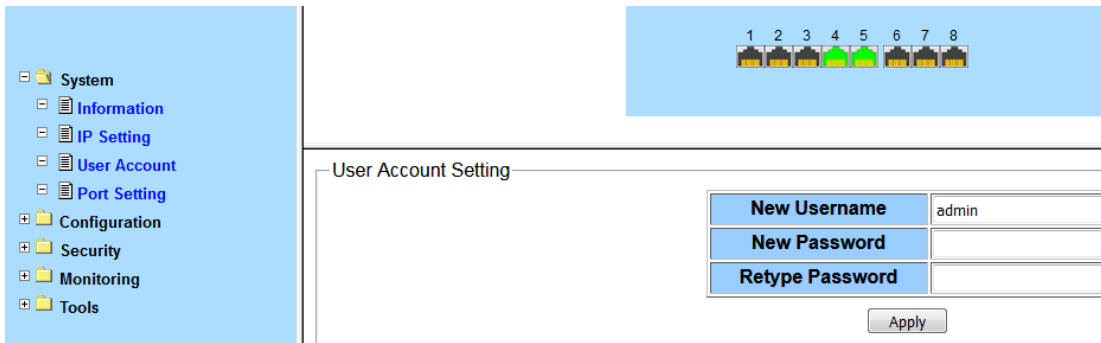 System
Information
IP Setting
User Account
Port Setting
Configuration
Security
Monitoring
Tools
1 2 3 4 5 6 7 8
User Account Setting
New Username admin
New Password
Retype Password
Apply